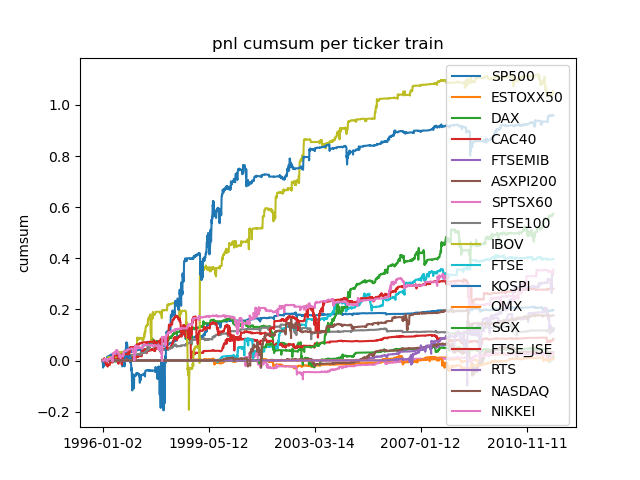 pnl cumsum per ticker train
cumsum
1.0
0.8
0.6
0.4
0.2
0.0
−0.2
1996-01-02
1999-05-12
2003-03-14
2007-01-12
2010-11-11
SP500
ESTOXX50
DAX
CAC40
FTSEMIB
ASXPI200
SPTSX60
FTSE100
IBOV
FTSE
KOSPI
OMX
SGX
FTSE_JSE
RTS
NASDAQ
NIKKEI